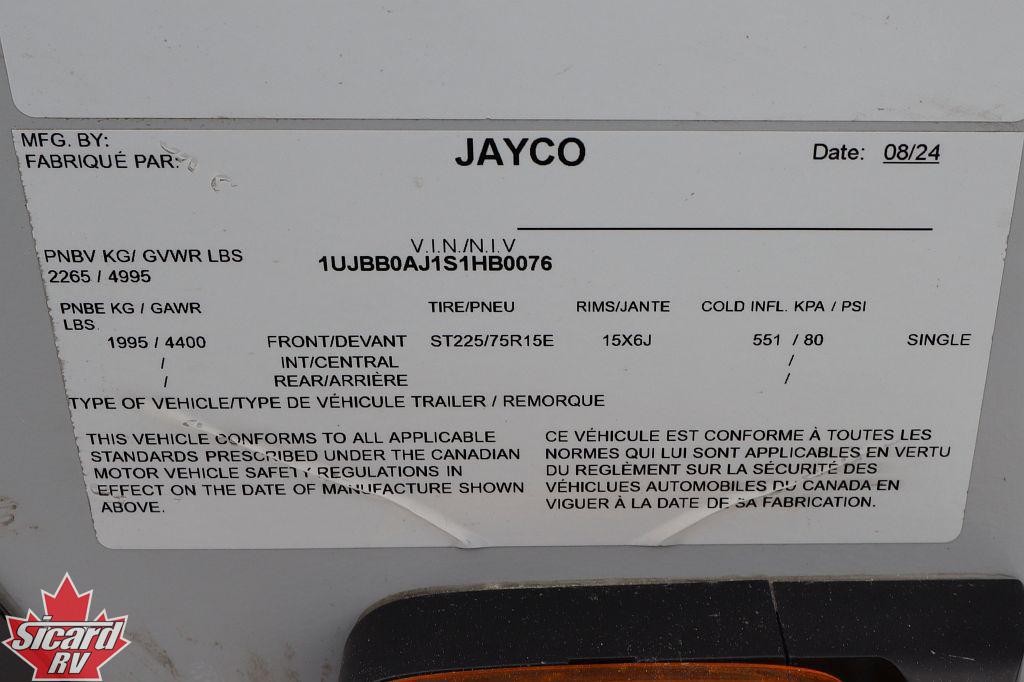 MFG. BY:
FABRIQUÉ PAR:
JAYCO
Date: 08/24
V.I.N./N.I.V
PNBV KG/ GVWR LBS
1UJBB0AJ1S1HB0076
2265 / 4995
PNBE KG / GAWR LBS. TIRE/PNEU RIMS/JANTE COLD INFL. KPA / PSI
1995 / 4400 FRONT/DEVANT ST225/75R15E 15X6J 551 / 80 SINGLE
/ INT/CENTRAL /
/ REAR/ARRIÈRE /
TYPE OF VEHICLE/TYPE DE VÉHICULE TRAILER / REMORQUE
THIS VEHICLE CONFORMS TO ALL APPLICABLE
STANDARDS PRESCRIBED UNDER THE CANADIAN
MOTOR VEHICLE SAFETY REGULATIONS IN
EFFECT ON THE DATE OF MANUFACTURE SHOWN
ABOVE.
CE VÉHICULE EST CONFORME À TOUTES LES
NORMES QUI LUI SONT APPLICABLES EN VERTU
DU REGLÈMENT SUR LA SÉCURITÉ DES
VÉHICLUES AUTOMOBILES DU CANADA EN
VIGUER À LA DATE DE SA FABRICATION.
Sicard
RV